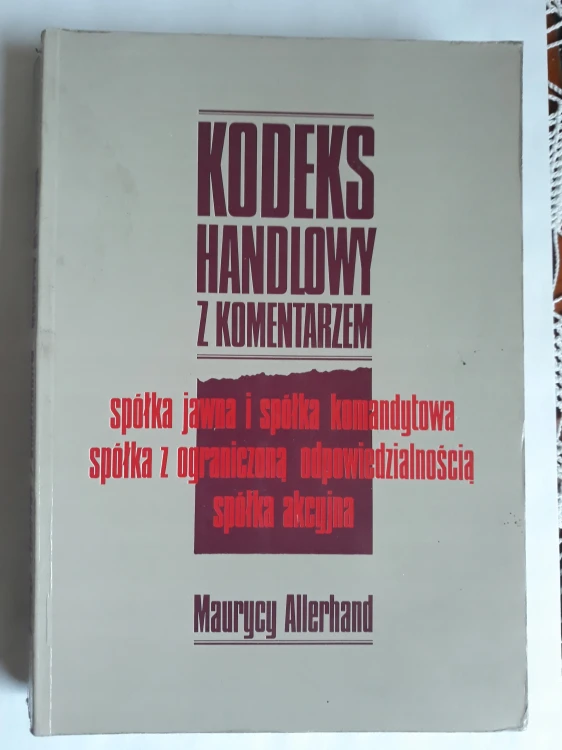 KODEKS
HANDLOWY
Z KOMENTARZEM
spółka jawna i spółka komandytowa
spółka z ograniczoną odpowiedzialnością
spółka akcyjna
Maurycy Allerhand